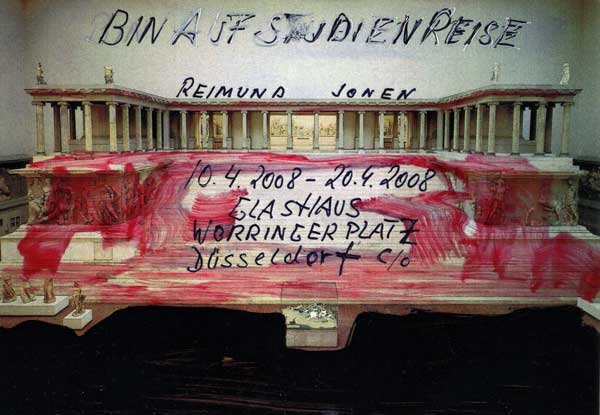 BIN AUF STUDIENREISE
REIMUND JONEN
10.4.2008 - 20.4.2008
GLASHAUS
WORRINGER PLATZ
Düsseldorf c/o